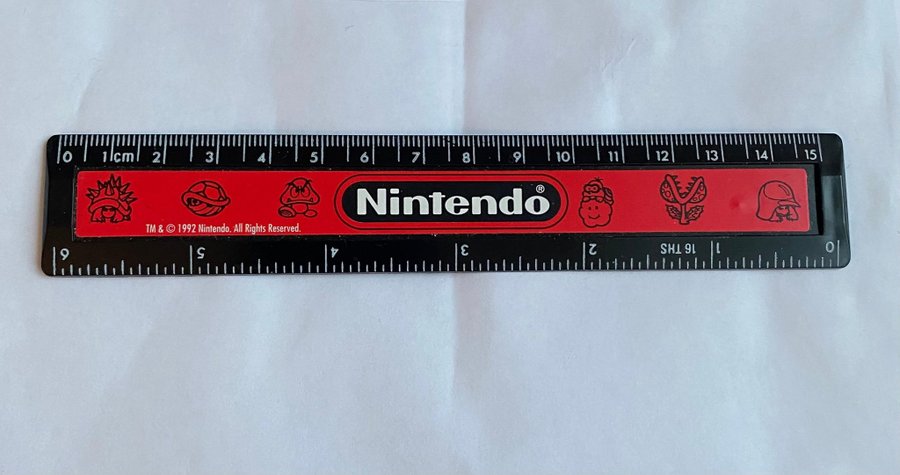 0 1 cm 2 3 4 5 6 7 8 9 10 11 12 13 14 15
Nintendo®
TM & © 1992 Nintendo. All Rights Reserved.
0 1 16 THS 2 3 4 5 6